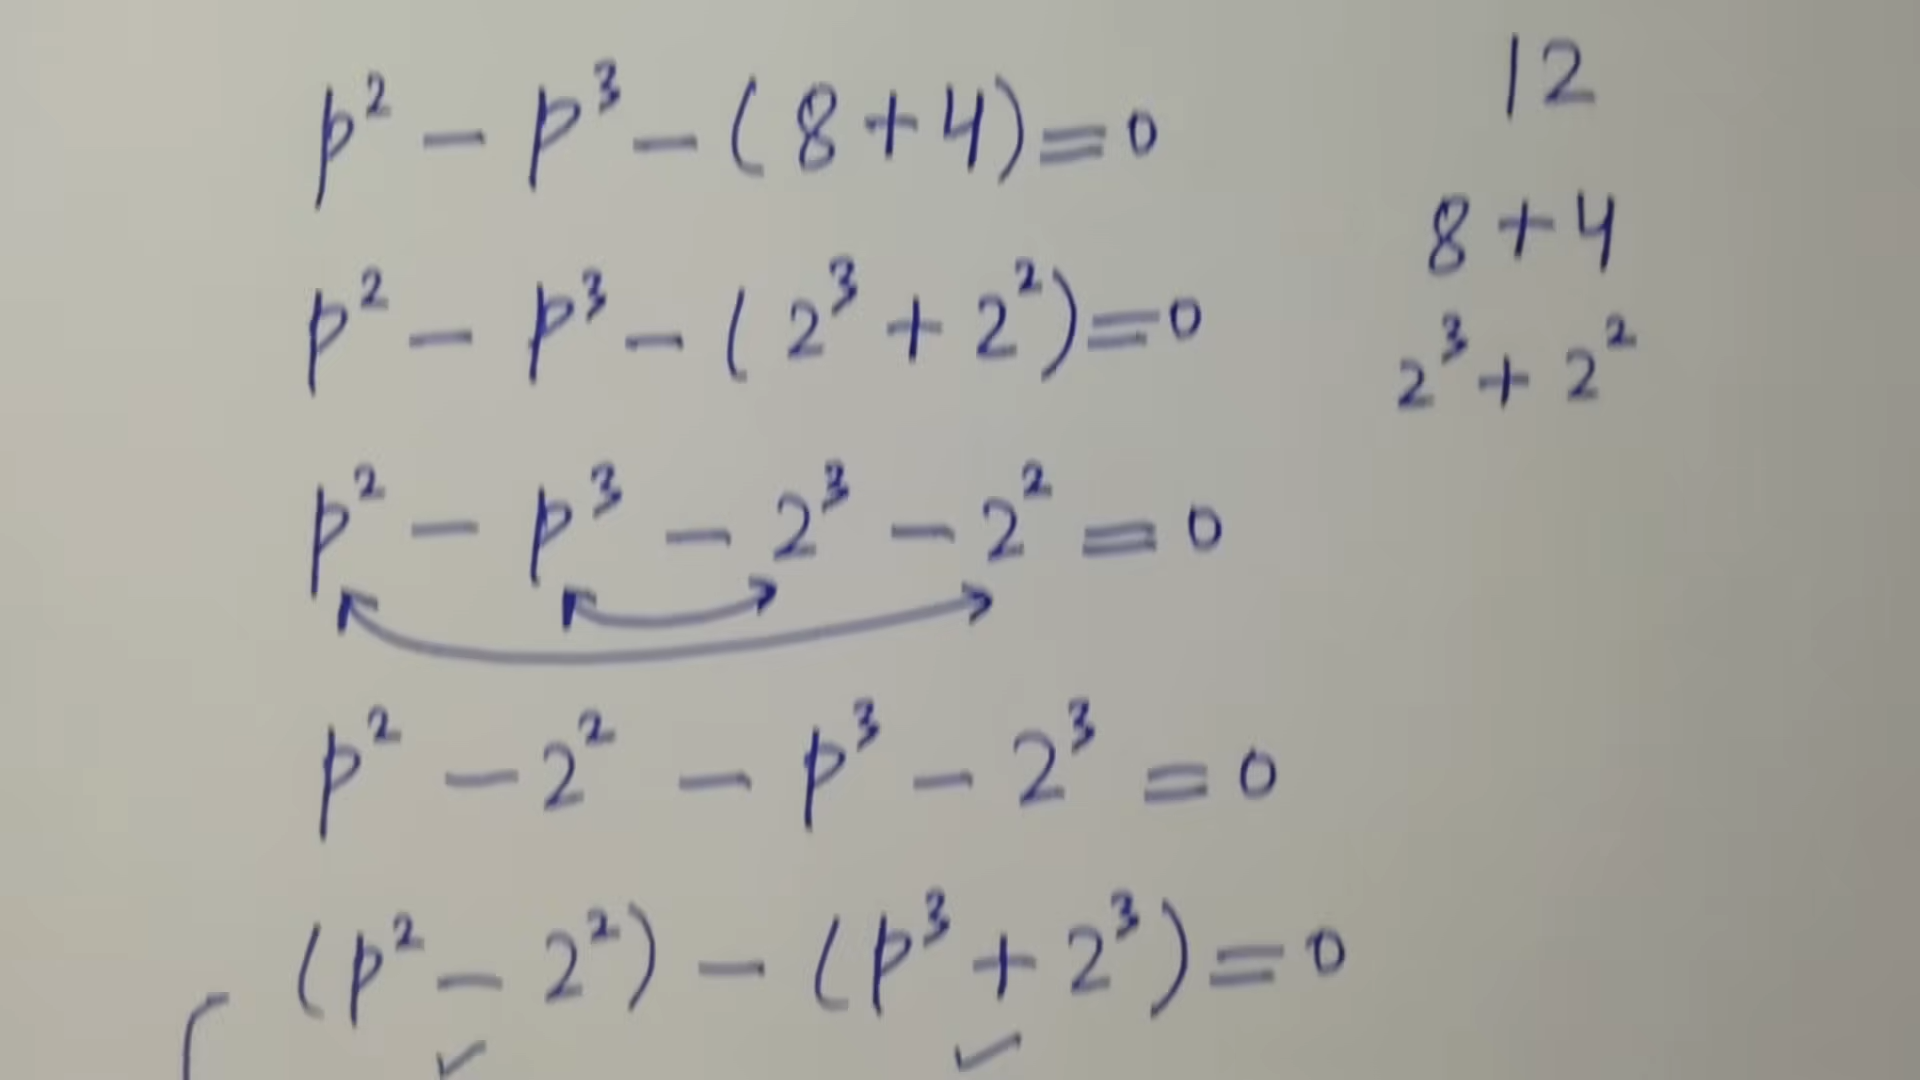 p² − p³ − (8 + 4) = 0
12
8 + 4
p² − p³ − (2³ + 2²) = 0
2³ + 2²
p² − p³ − 2³ − 2² = 0
p² − 2² − p³ − 2³ = 0
(p² − 2²) − (p³ + 2³) = 0